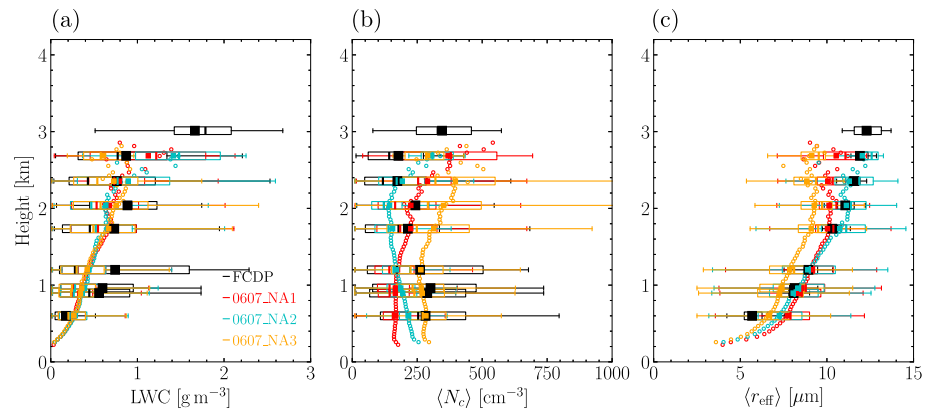 (a)
(b)
(c)
Height [km]
4
3
2
1
0
FCDP
0607_NA1
0607_NA2
0607_NA3
0 1 2 3
LWC [g m⁻³]
4
3
2
1
0
0 250 500 750 1000
⟨N_c⟩ [cm⁻³]
4
3
2
1
0
0 5 10 15
⟨r_eff⟩ [μm]